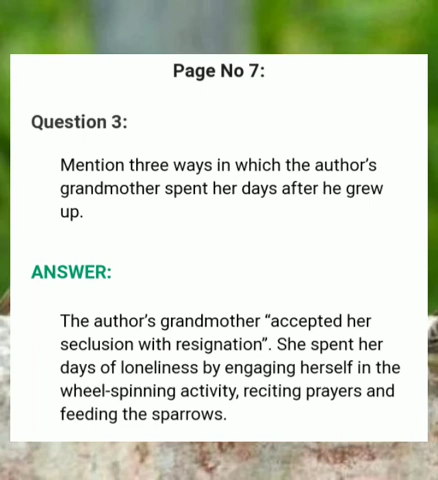 Page No 7:
Question 3:
Mention three ways in which the author's
grandmother spent her days after he grew
up.
ANSWER:
The author's grandmother “accepted her
seclusion with resignation”. She spent her
days of loneliness by engaging herself in the
wheel-spinning activity, reciting prayers and
feeding the sparrows.